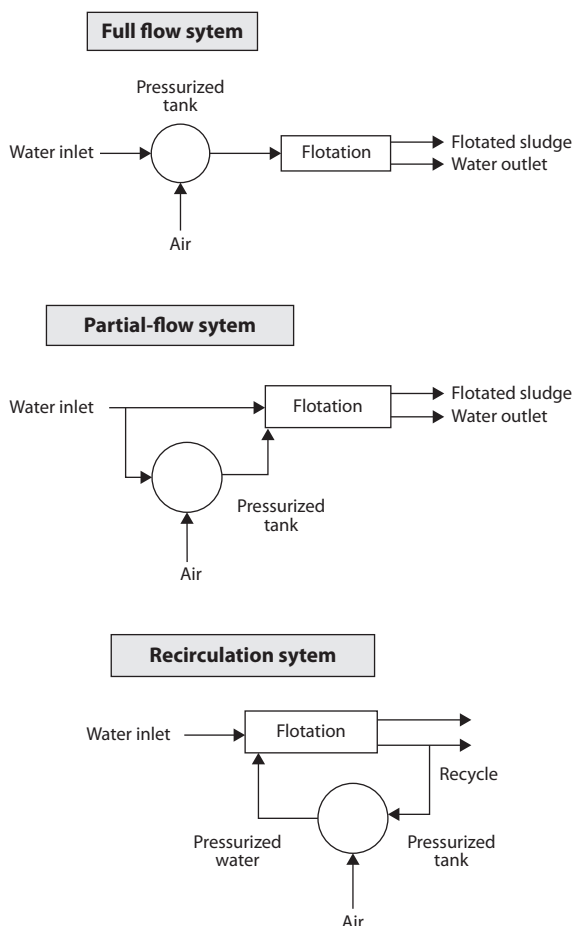 Full flow sytem
Pressurized
tank
Water inlet
Flotation
Flotated sludge
Water outlet
Air
Partial-flow sytem
Water inlet
Flotation
Flotated sludge
Water outlet
Pressurized
tank
Air
Recirculation sytem
Water inlet
Flotation
Recycle
Pressurized
water
Pressurized
tank
Air